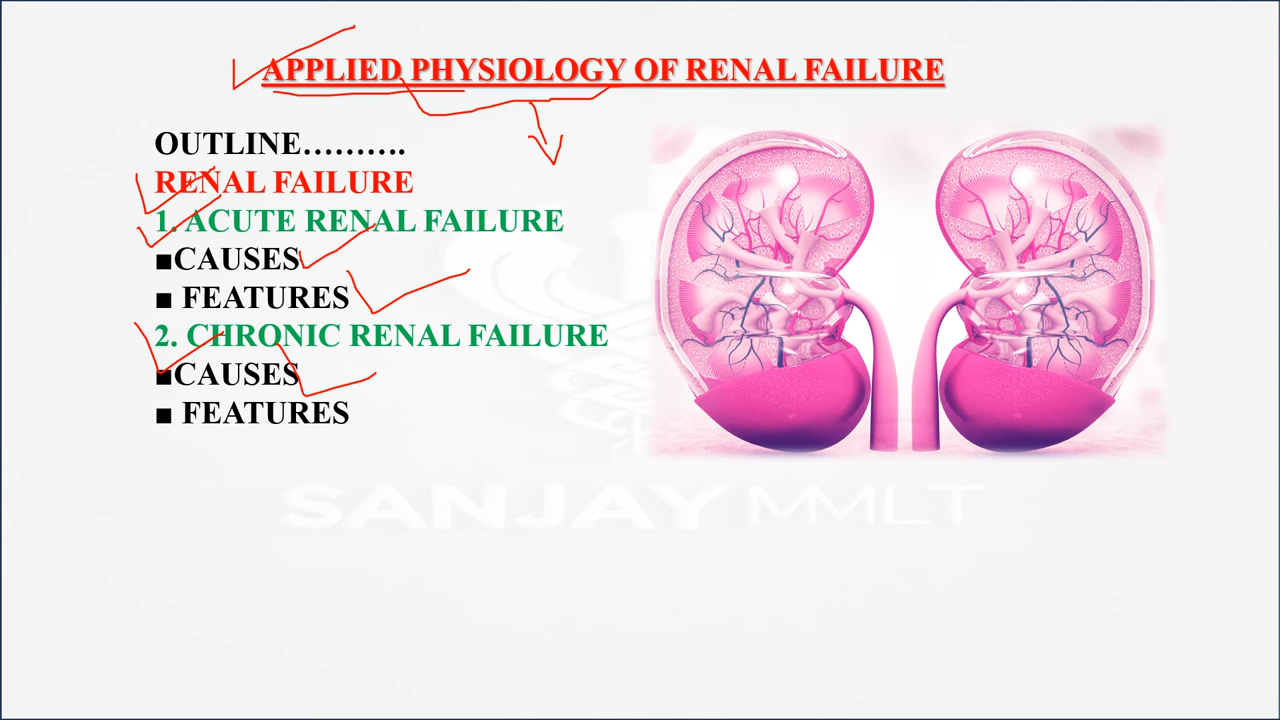 APPLIED PHYSIOLOGY OF RENAL FAILURE
OUTLINE..........
RENAL FAILURE
1. ACUTE RENAL FAILURE
■CAUSES
■ FEATURES
2. CHRONIC RENAL FAILURE
■CAUSES
■ FEATURES
SANJAY MMLT